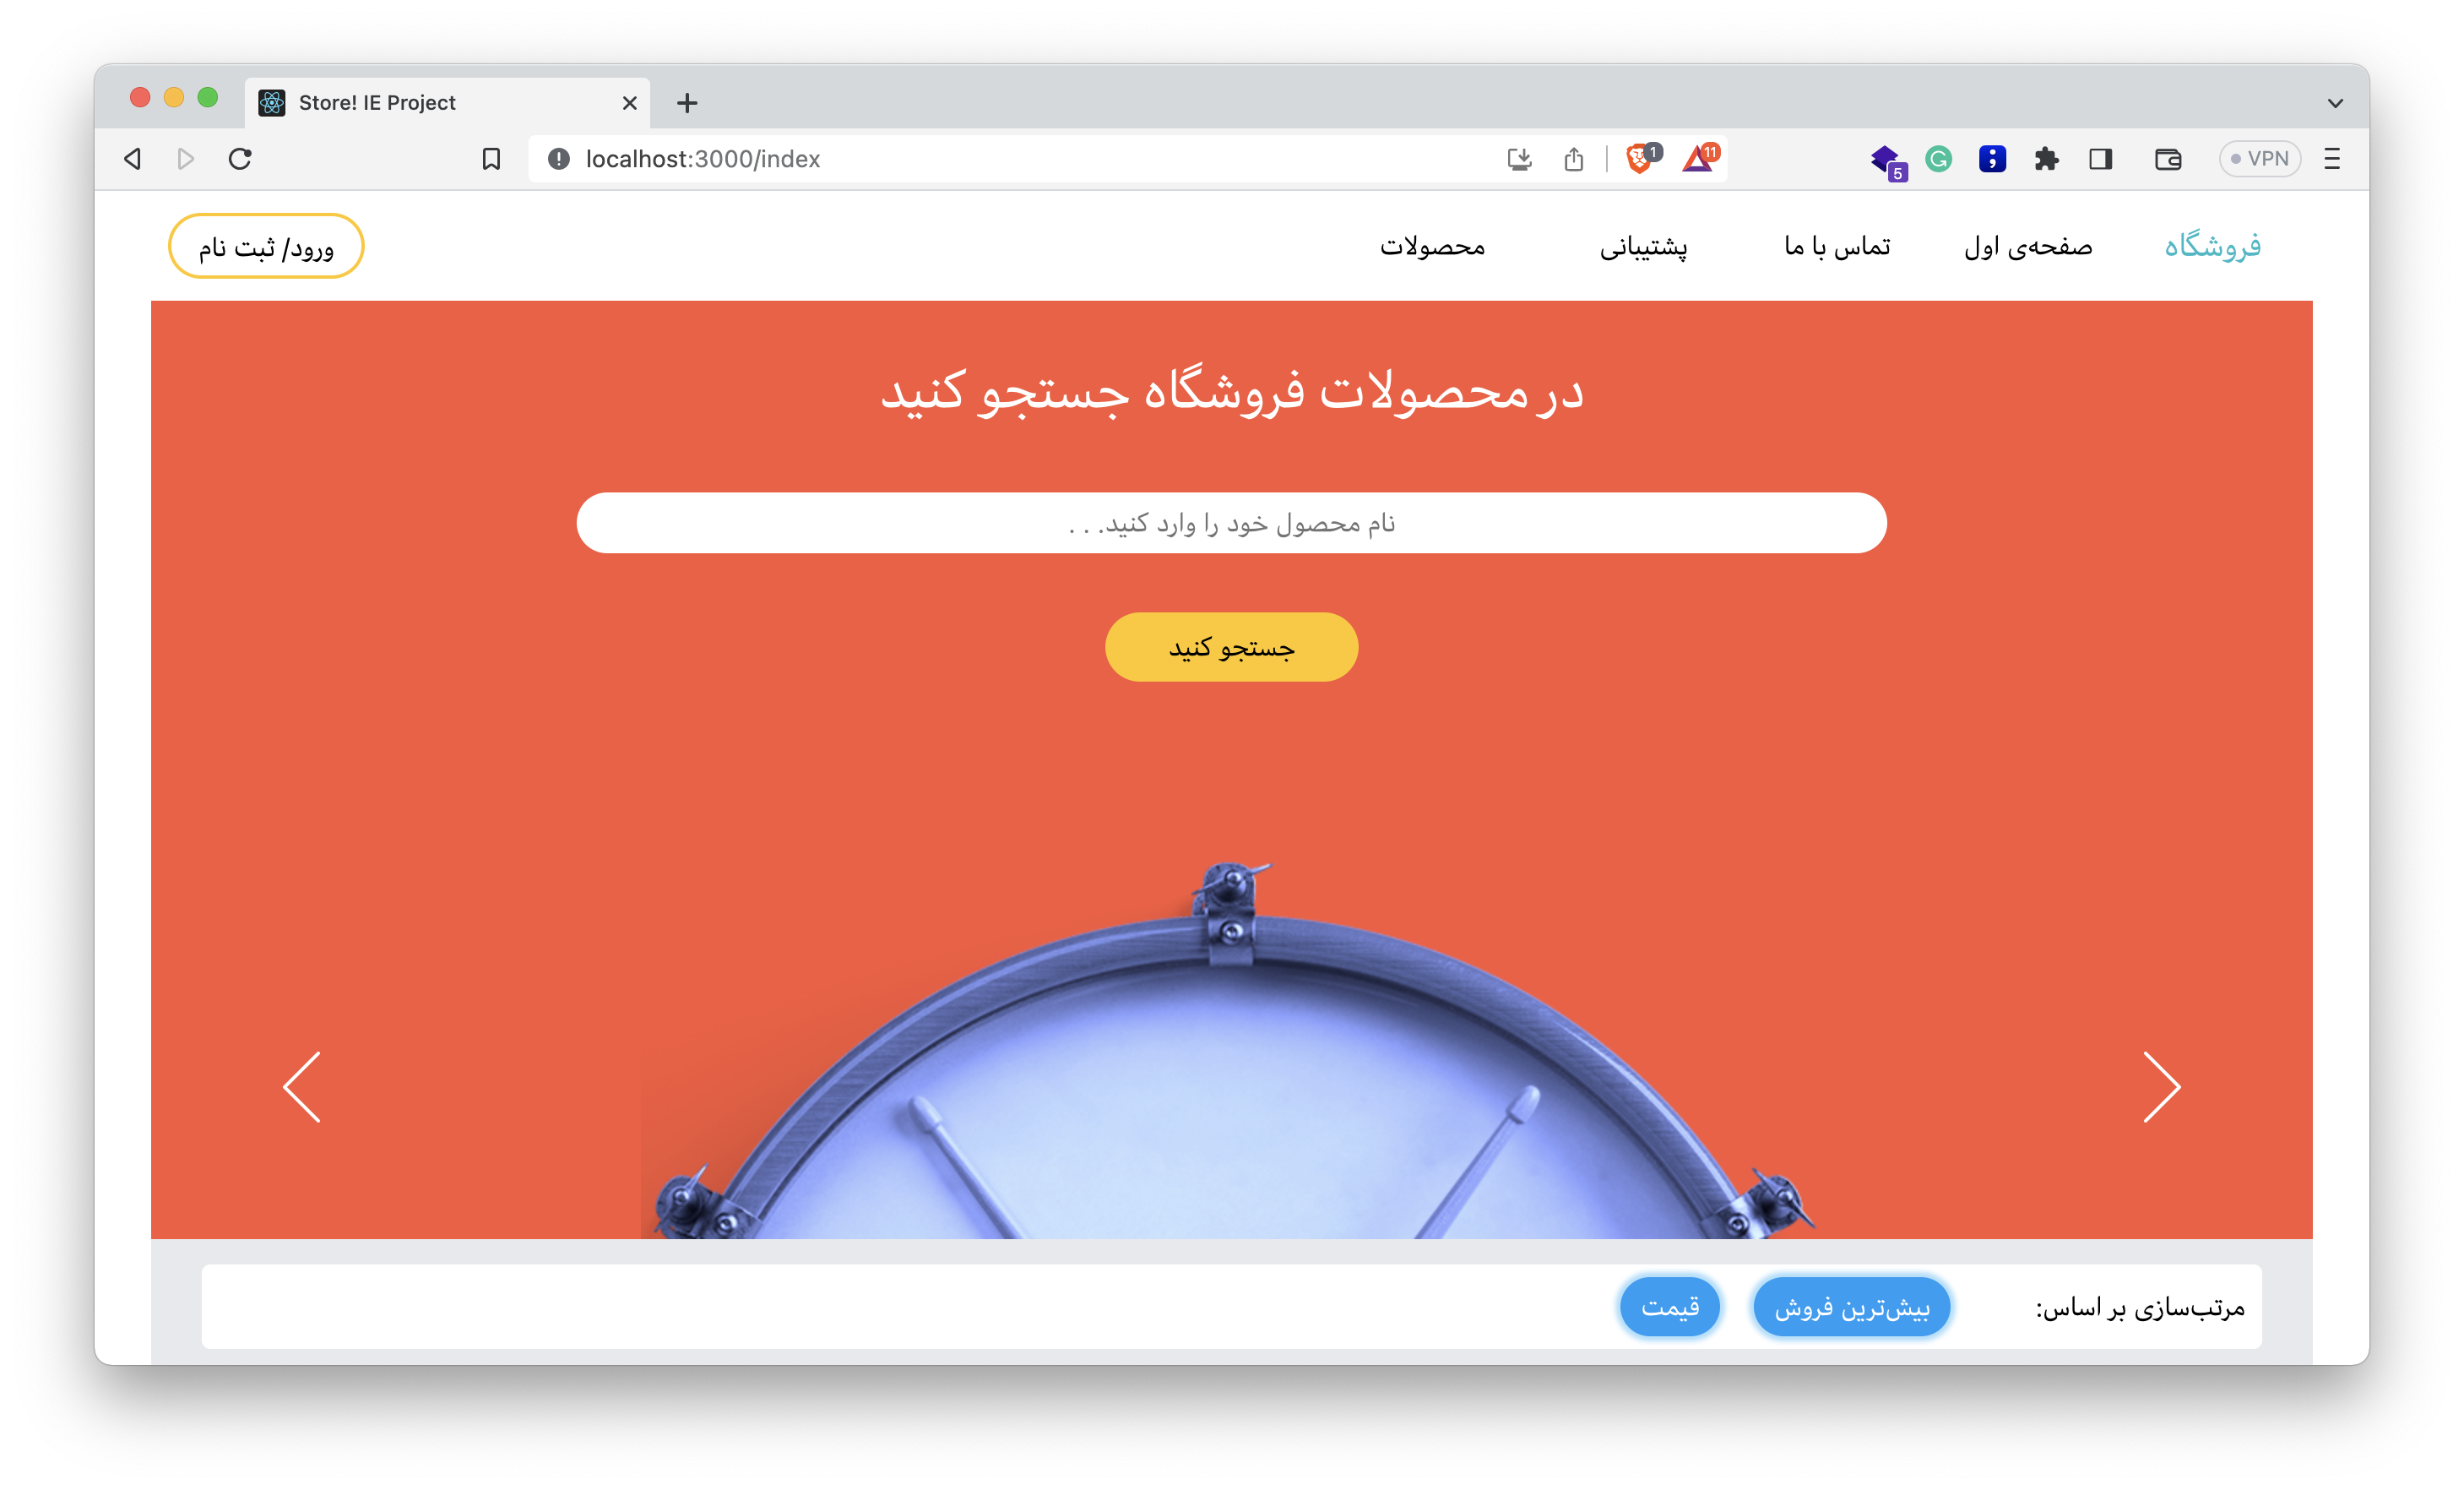 Store! IE Project
localhost:3000/index
1
11
5
VPN
فروشگاه
صفحه‌ی اول
تماس با ما
پشتیبانی
محصولات
ورود/ ثبت نام
در محصولات فروشگاه جستجو کنید
نام محصول خود را وارد کنید. . .
جستجو کنید
مرتب‌سازی بر اساس:
بیش‌ترین فروش
قیمت